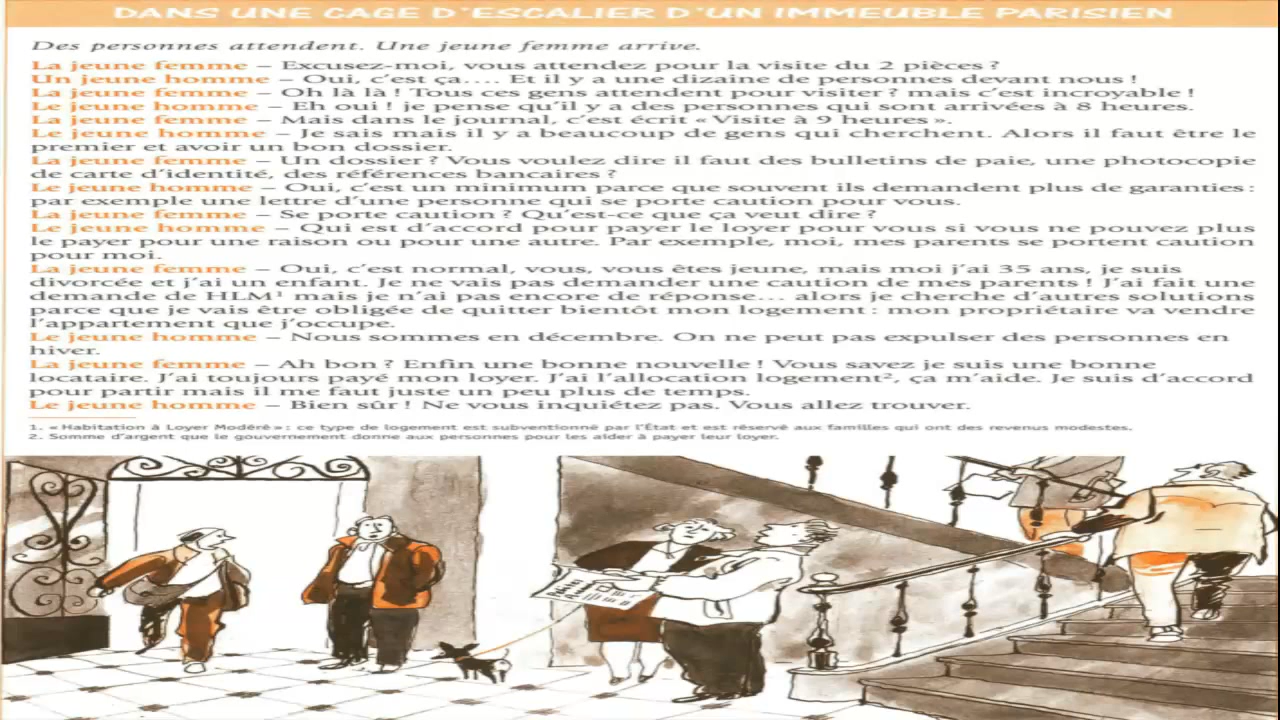 DANS UNE CAGE D'ESCALIER D'UN IMMEUBLE PARISIEN
Des personnes attendent. Une jeune femme arrive.
La jeune femme – Excusez-moi, vous attendez pour la visite du 2 pièces ?
Un jeune homme – Oui, c'est ça.... Et il y a une dizaine de personnes devant nous !
La jeune femme – Oh là là ! Tous ces gens attendent pour visiter ? mais c'est incroyable !
Le jeune homme – Eh oui ! je pense qu'il y a des personnes qui sont arrivées à 8 heures.
La jeune femme – Mais dans le journal, c'est écrit « Visite à 9 heures ».
Le jeune homme – Je sais mais il y a beaucoup de gens qui cherchent. Alors il faut être le
premier et avoir un bon dossier.
La jeune femme – Un dossier ? Vous voulez dire il faut des bulletins de paie, une photocopie
de carte d'identité, des références bancaires ?
Le jeune homme – Oui, c'est un minimum parce que souvent ils demandent plus de garanties :
par exemple une lettre d'une personne qui se porte caution pour vous.
La jeune femme – Se porte caution ? Qu'est-ce que ça veut dire ?
Le jeune homme – Qui est d'accord pour payer le loyer pour vous si vous ne pouvez plus
le payer pour une raison ou pour une autre. Par exemple, moi, mes parents se portent caution
pour moi.
La jeune femme – Oui, c'est normal, vous, vous êtes jeune, mais moi j'ai 35 ans, je suis
divorcée et j'ai un enfant. Je ne vais pas demander une caution de mes parents ! J'ai fait une
demande de HLM¹ mais je n'ai pas encore de réponse... alors je cherche d'autres solutions
parce que je vais être obligée de quitter bientôt mon logement : mon propriétaire va vendre
l'appartement que j'occupe.
Le jeune homme – Nous sommes en décembre. On ne peut pas expulser des personnes en
hiver.
La jeune femme – Ah bon ? Enfin une bonne nouvelle ! Vous savez je suis une bonne
locataire. J'ai toujours payé mon loyer. J'ai l'allocation logement², ça m'aide. Je suis d'accord
pour partir mais il me faut juste un peu plus de temps.
Le jeune homme – Bien sûr ! Ne vous inquiétez pas. Vous allez trouver.
1. « Habitation à Loyer Modéré » : ce type de logement est subventionné par l'État et est réservé aux familles qui ont des revenus modestes.
2. Somme d'argent que le gouvernement donne aux personnes pour les aider à payer leur loyer.